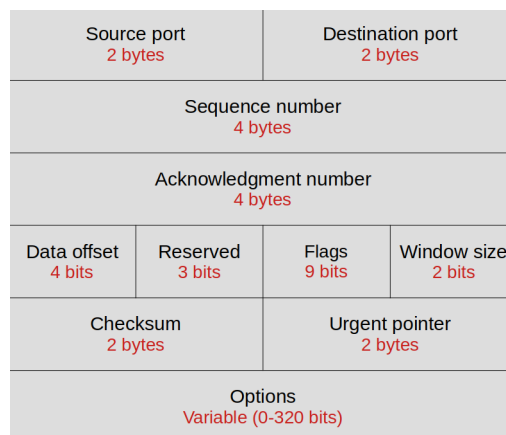 Source port
2 bytes
Destination port
2 bytes
Sequence number
4 bytes
Acknowledgment number
4 bytes
Data offset
4 bits
Reserved
3 bits
Flags
9 bits
Window size
2 bits
Checksum
2 bytes
Urgent pointer
2 bytes
Options
Variable (0-320 bits)